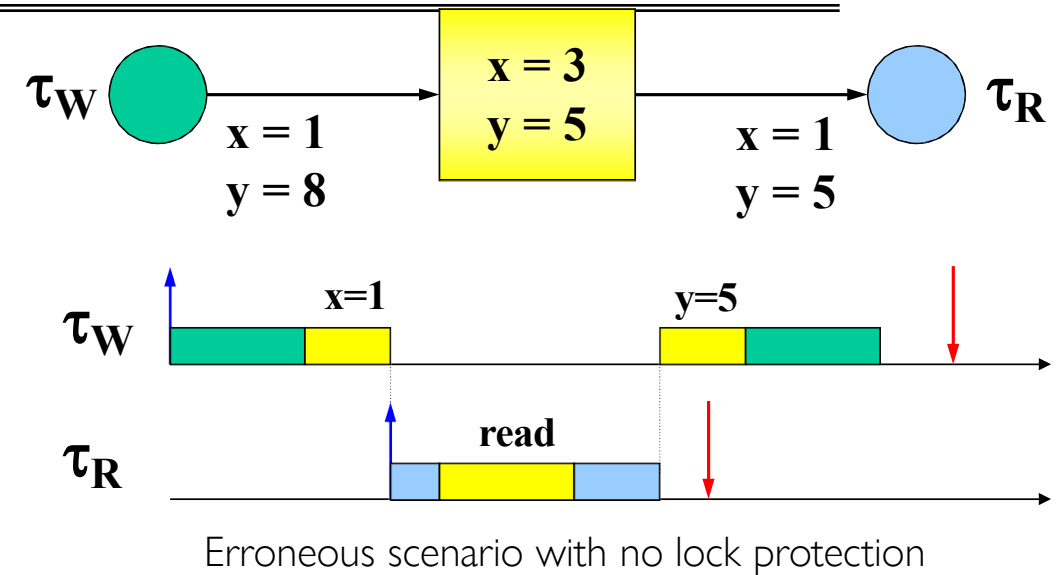 τW
x = 1
y = 8
x = 3
y = 5
x = 1
y = 5
τR
τW
x=1
y=5
τR
read
Erroneous scenario with no lock protection